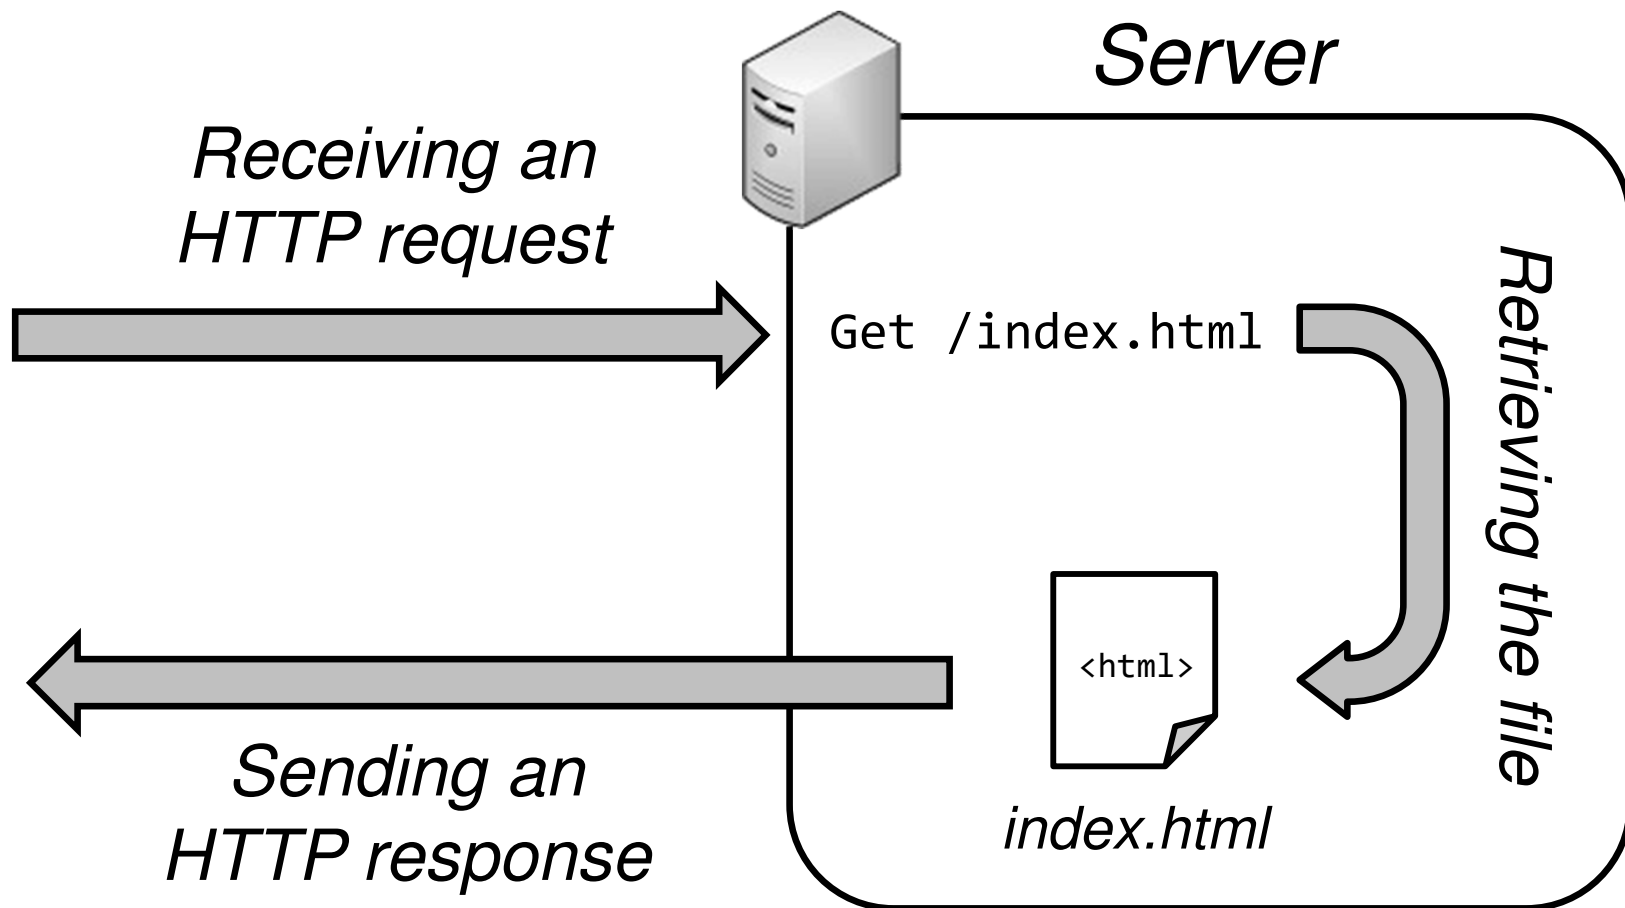 Server
Receiving an
HTTP request
Get /index.html
Retrieving the file
<html>
index.html
Sending an
HTTP response